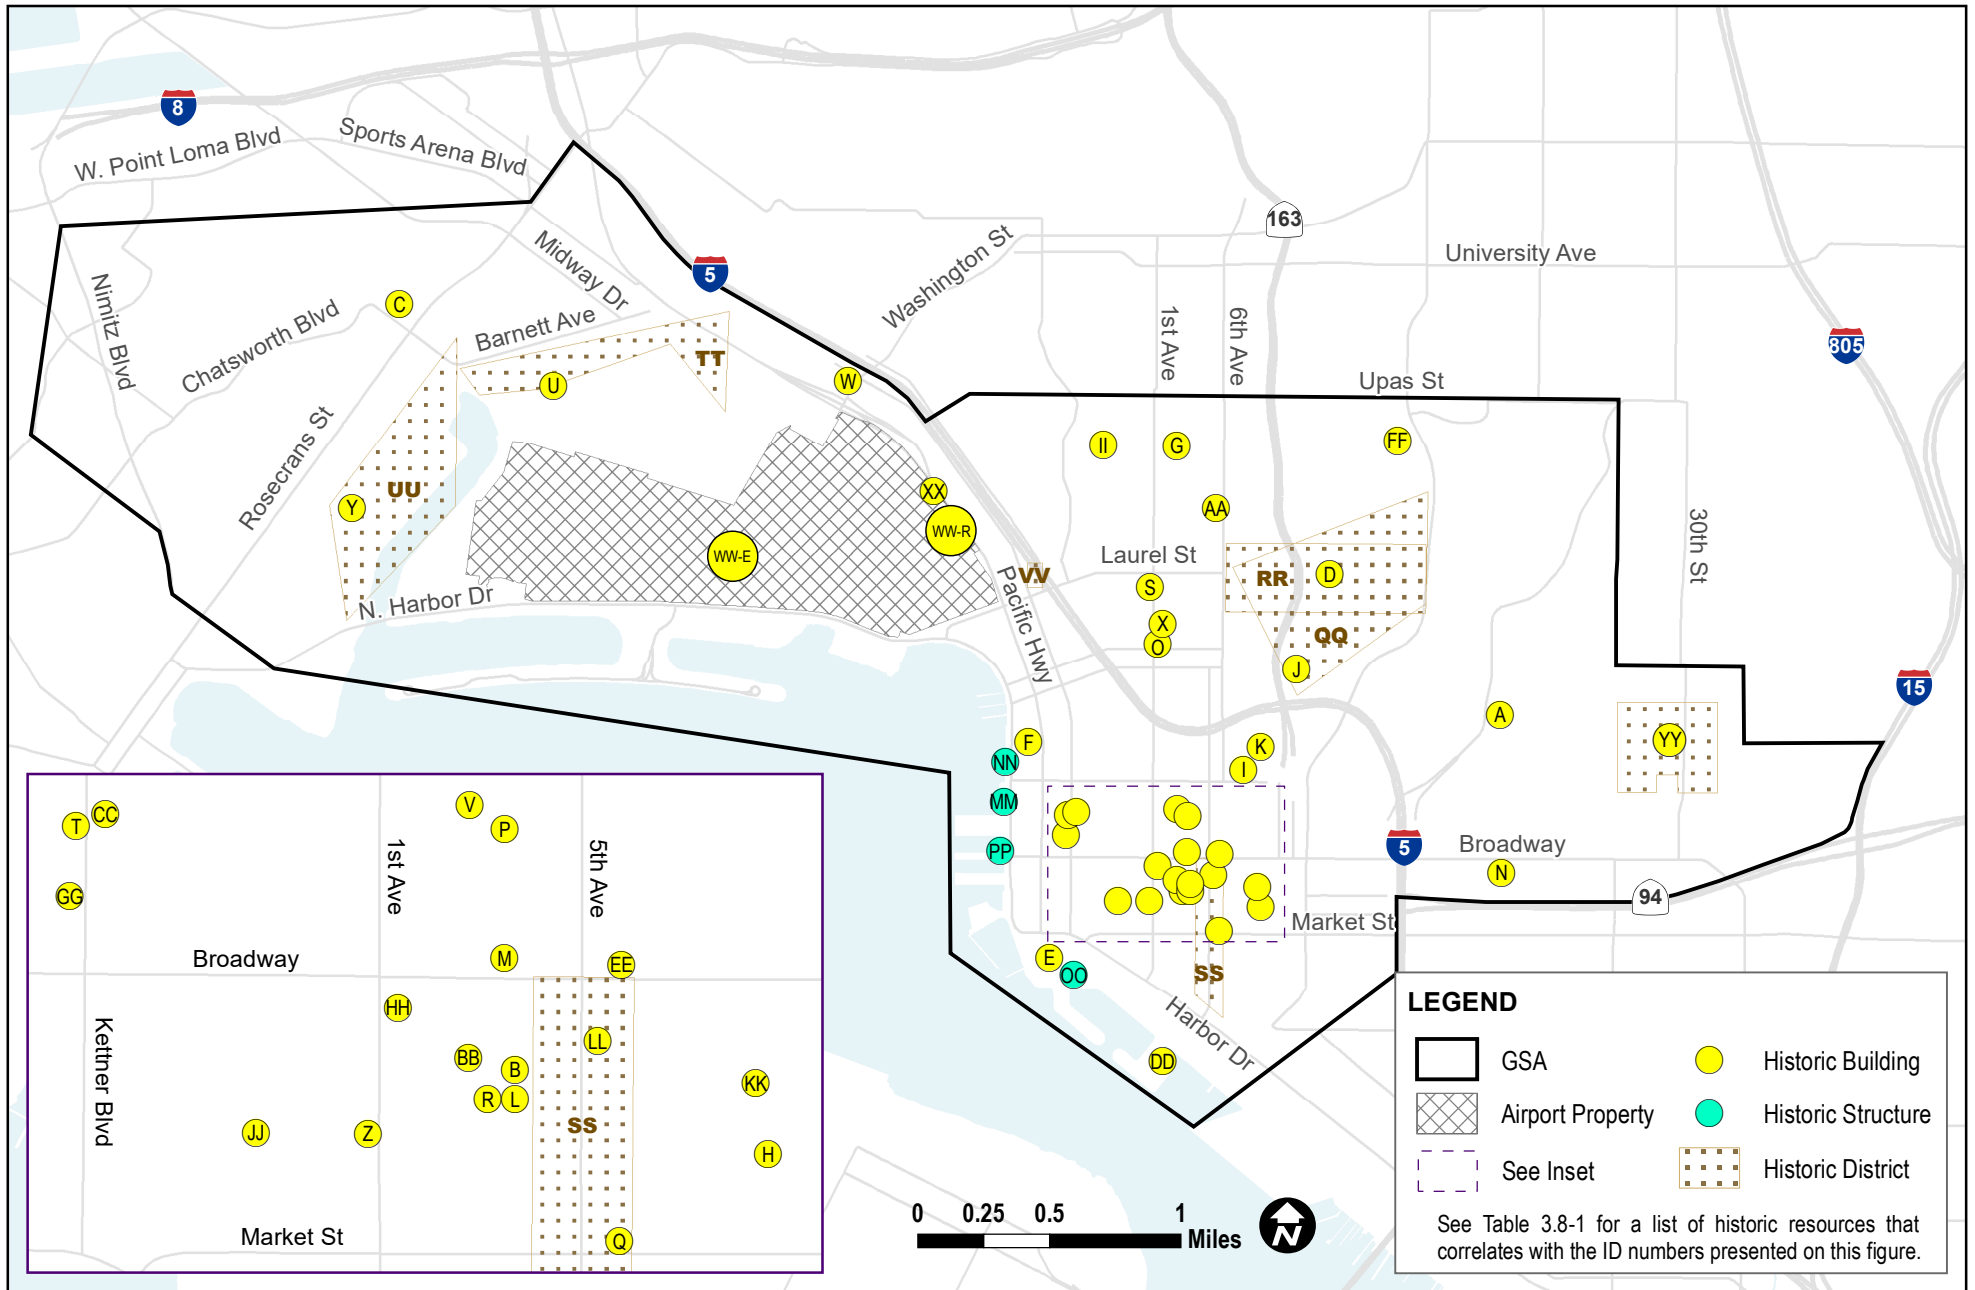 8
W. Point Loma Blvd
Sports Arena Blvd
163
University Ave
Washington St
Midway Dr
5
Nimitz Blvd
C
Chatsworth Blvd
Barnett Ave
TT
1st Ave
6th Ave
805
U
W
Upas St
Rosecrans St
II
G
FF
UU
Y
XX
AA
WW-R
WW-E
30th St
Laurel St
VV
RR
D
S
N. Harbor Dr
Pacific Hwy
X
O
QQ
J
15
A
F
K
YY
NN
I
MM
PP
5
Broadway
N
94
Market St
E
OO
SS
Harbor Dr
DD
T
CC
V
P
1st Ave
5th Ave
GG
Broadway
M
EE
HH
Kettner Blvd
LL
BB
B
KK
R
L
SS
JJ
Z
H
Market St
Q
0 0.25 0.5 1
Miles
N
LEGEND
GSA
Historic Building
Airport Property
Historic Structure
See Inset
Historic District
See Table 3.8-1 for a list of historic resources that
correlates with the ID numbers presented on this figure.